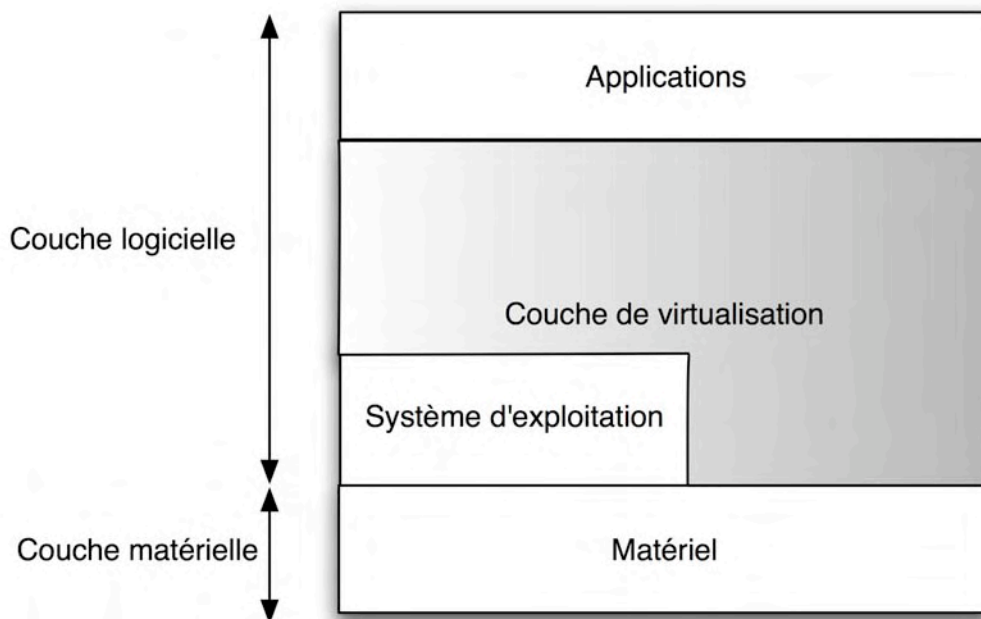 Applications
Couche logicielle
Couche de virtualisation
Système d'exploitation
Couche matérielle
Matériel